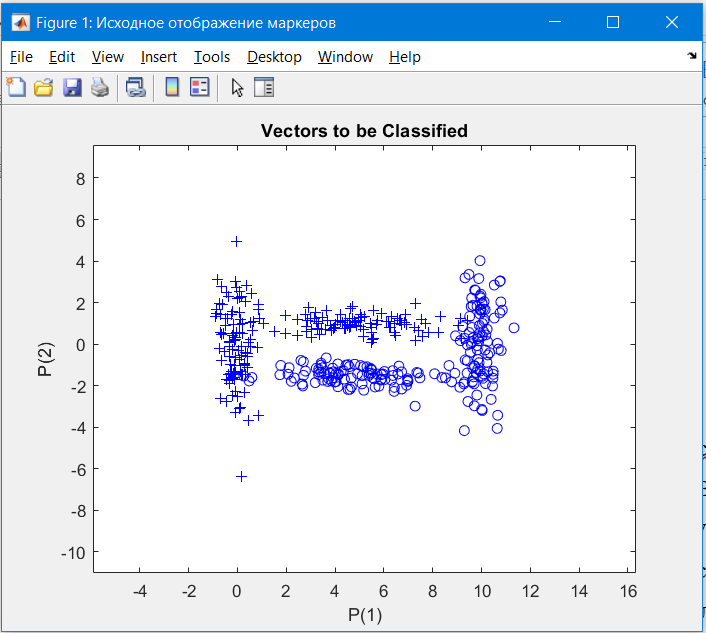 Figure 1: Исходное отображение маркеров
File Edit View Insert Tools Desktop Window Help
Vectors to be Classified
8
6
4
2
0
-2
-4
-6
-8
-10
P(2)
-4 -2 0 2 4 6 8 10 12 14 16
P(1)